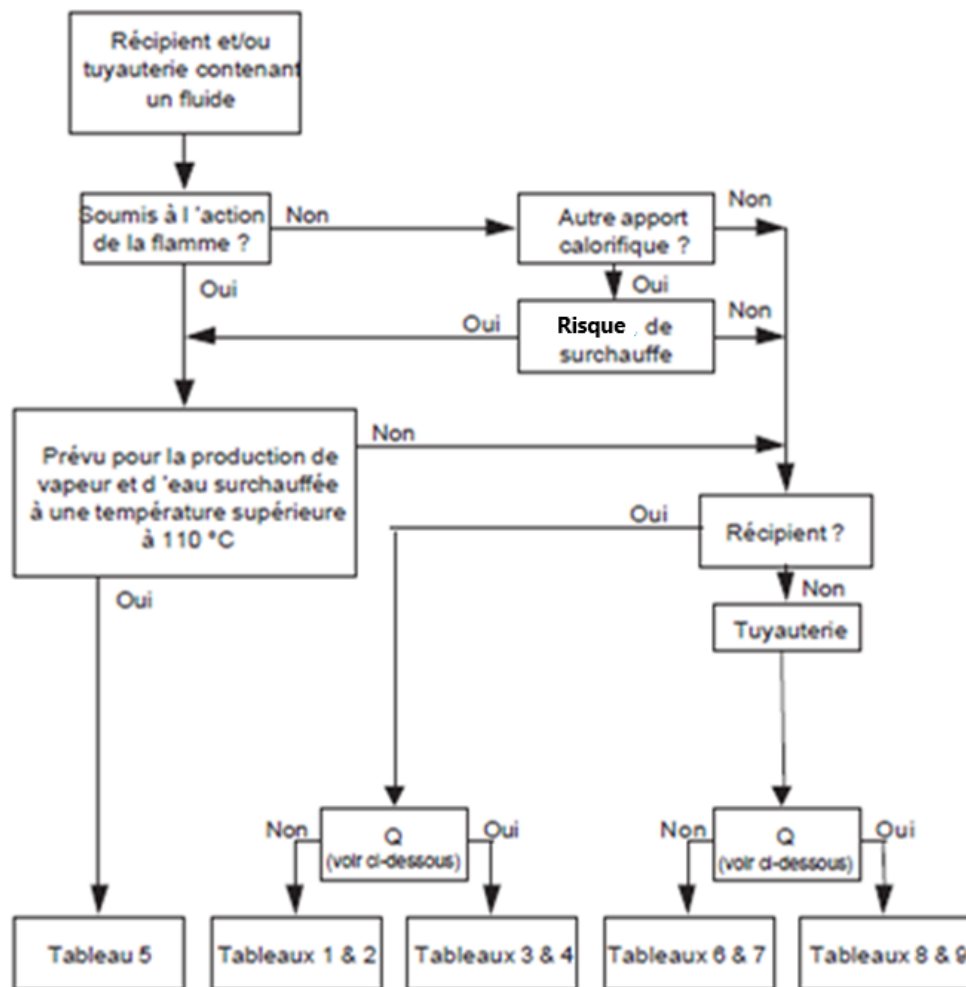 Récipient et/ou
tuyauterie contenant
un fluide
Soumis à l 'action
de la flamme ?
Non
Autre apport
calorifique ?
Non
Oui
Oui
Oui
Risque de
surchauffe
Non
Prévu pour la production de
vapeur et d 'eau surchauffée
à une température supérieure
à 110 °C
Non
Oui
Récipient ?
Oui
Non
Tuyauterie
Non
Q
(voir ci-dessous)
Oui
Non
Q
(voir ci-dessous)
Oui
Tableau 5
Tableaux 1 & 2
Tableaux 3 & 4
Tableaux 6 & 7
Tableaux 8 & 9